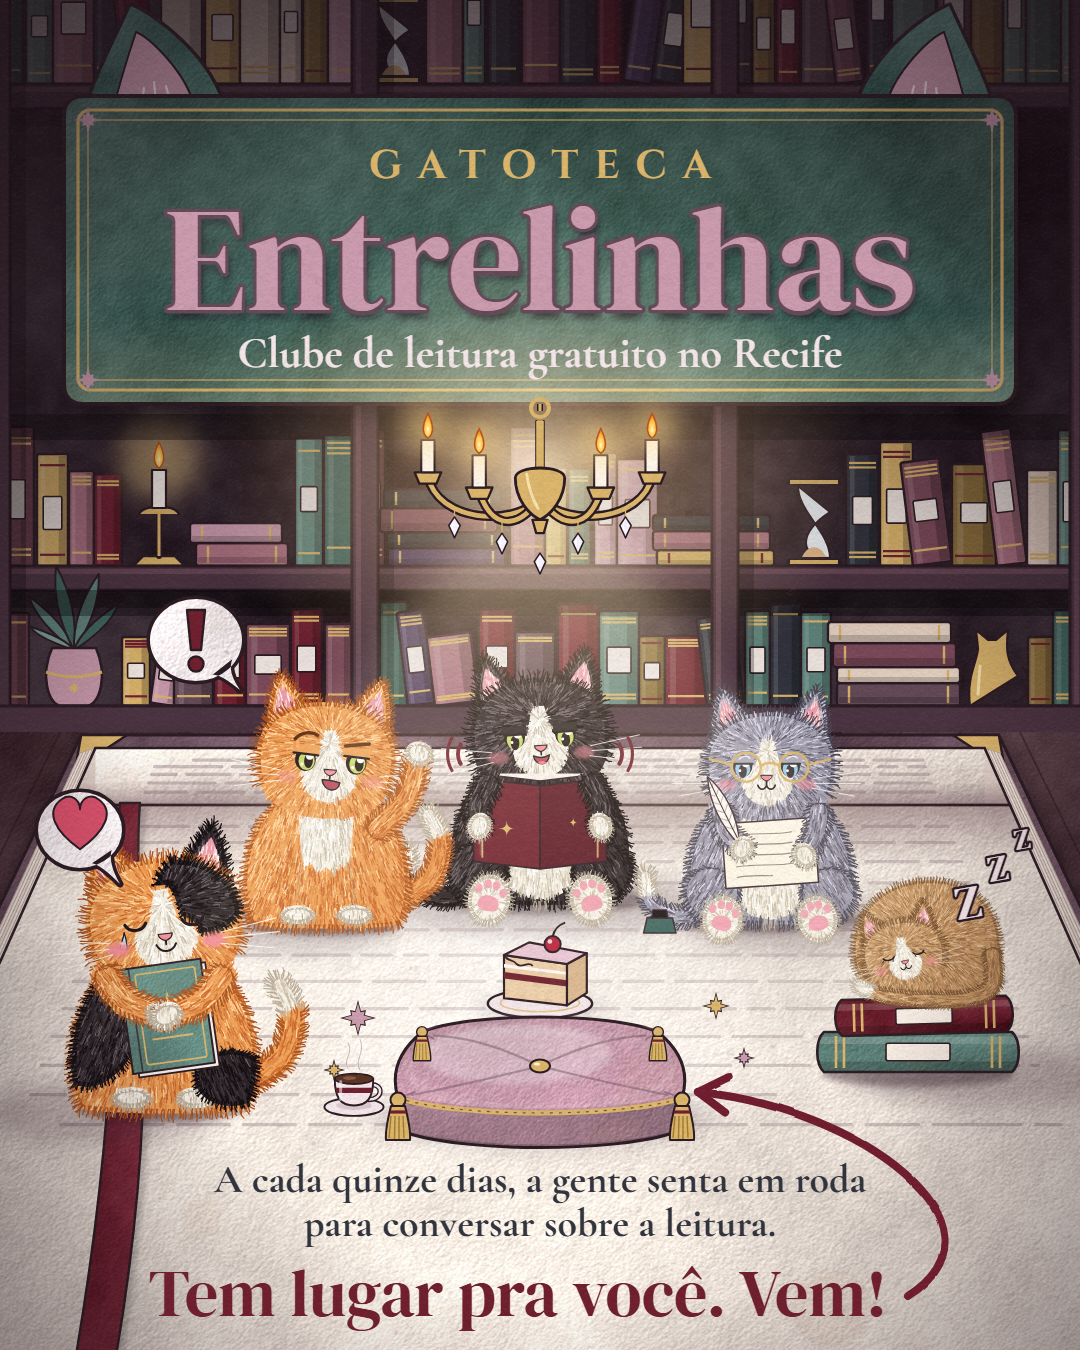 GATOTECA
Entrelinhas
Clube de leitura gratuito no Recife
!
z
z
z
A cada quinze dias, a gente senta em roda
para conversar sobre a leitura.
Tem lugar pra você. Vem!